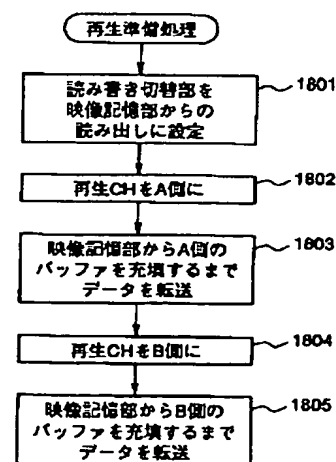 再生準備処理
読み書き切替部を
映像記憶部からの
読み出しに設定
1801
再生CHをA側に
1802
映像記憶部からA側の
バッファを充填するまで
データを転送
1803
再生CHをB側に
1804
映像記憶部からB側の
バッファを充填するまで
データを転送
1805